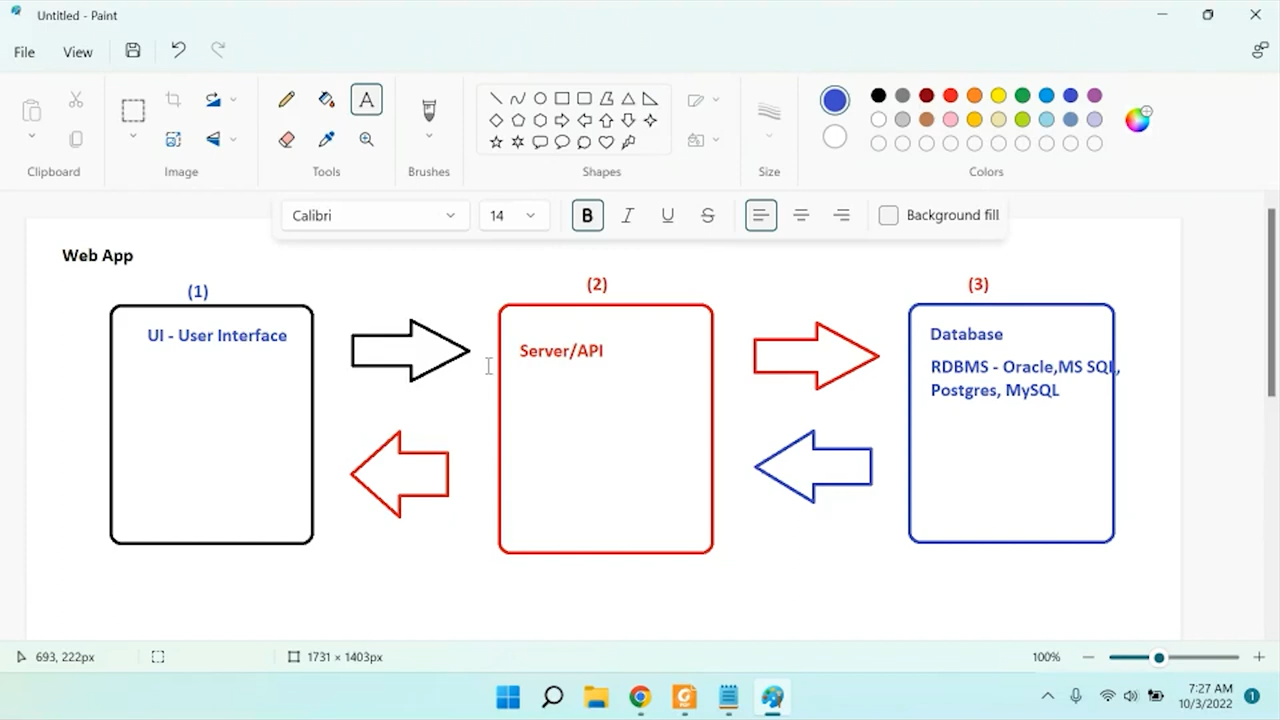 Untitled - Paint
File
View
Clipboard
Image
Tools
Brushes
Shapes
Size
Colors
Calibri
14
B
I
U
S
Background fill
Web App
(1)
(2)
(3)
UI - User Interface
Server/API
Database
RDBMS - Oracle,MS SQL,
Postgres, MySQL
693, 222px
1731 × 1403px
100%
7:27 AM
10/3/2022
1